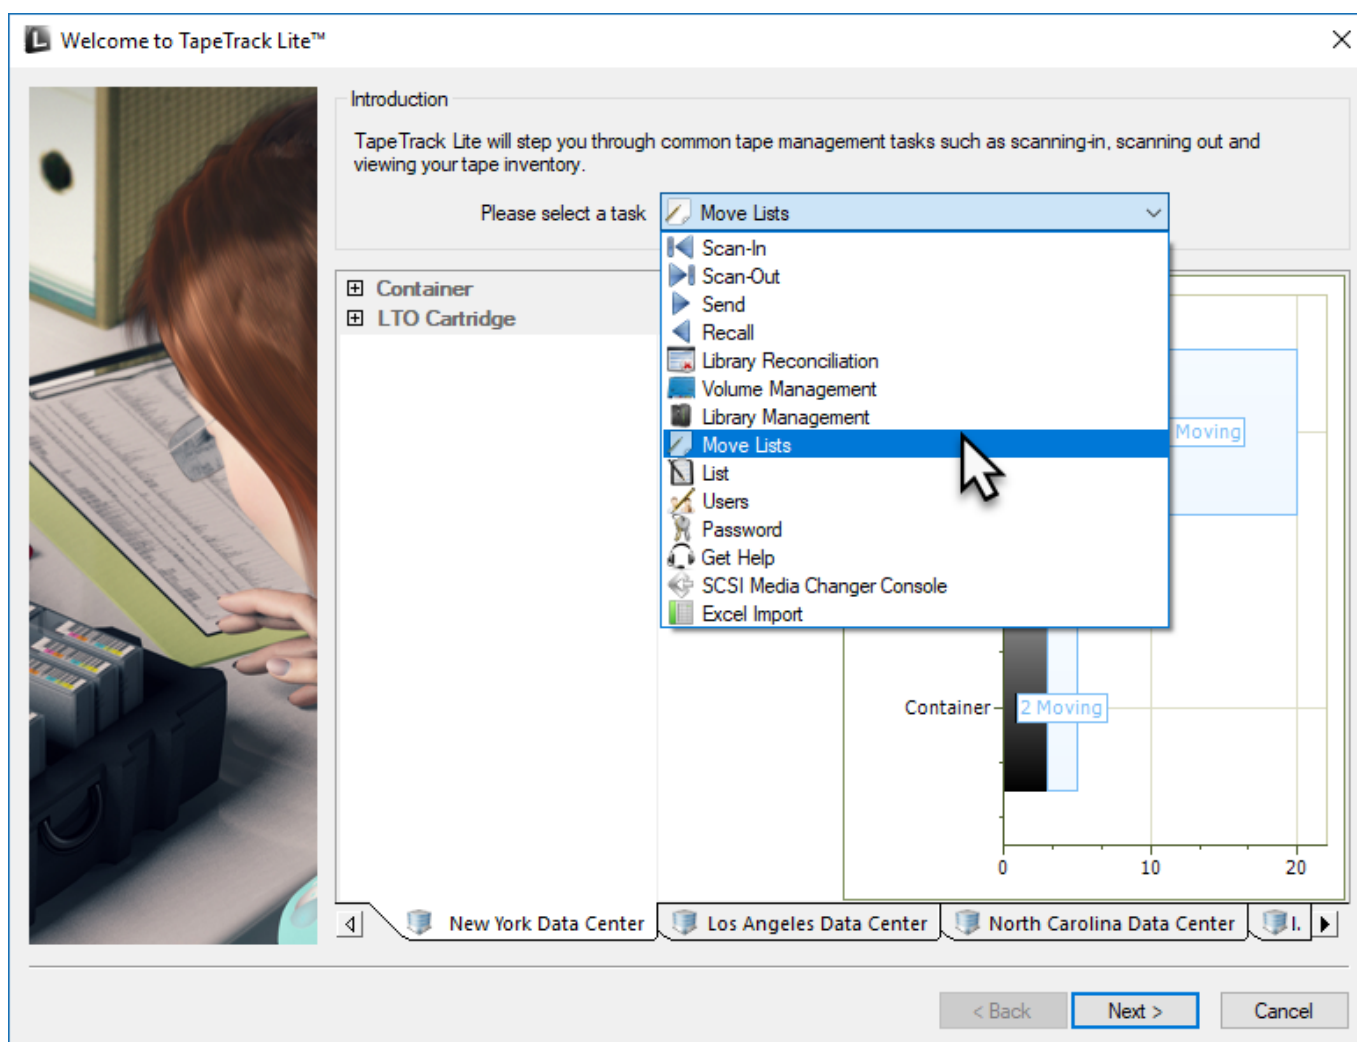 Welcome to TapeTrack Lite™
Introduction
TapeTrack Lite will step you through common tape management tasks such as scanning-in, scanning out and
viewing your tape inventory.
Please select a task
Move Lists
Scan-In
Scan-Out
Send
Recall
Library Reconciliation
Volume Management
Library Management
Move Lists
List
Users
Password
Get Help
SCSI Media Changer Console
Excel Import
Container
LTO Cartridge
Moving
Container
2 Moving
0 10 20
New York Data Center
Los Angeles Data Center
North Carolina Data Center
< Back
Next >
Cancel